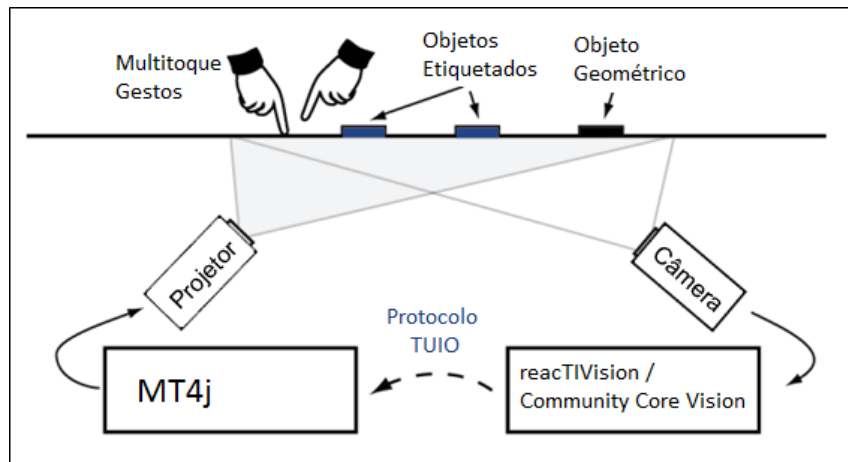 Multitoque
Gestos
Objetos
Etiquetados
Objeto
Geométrico
Projetor
Câmera
Protocolo
TUIO
MT4j
reacTIVision /
Community Core Vision